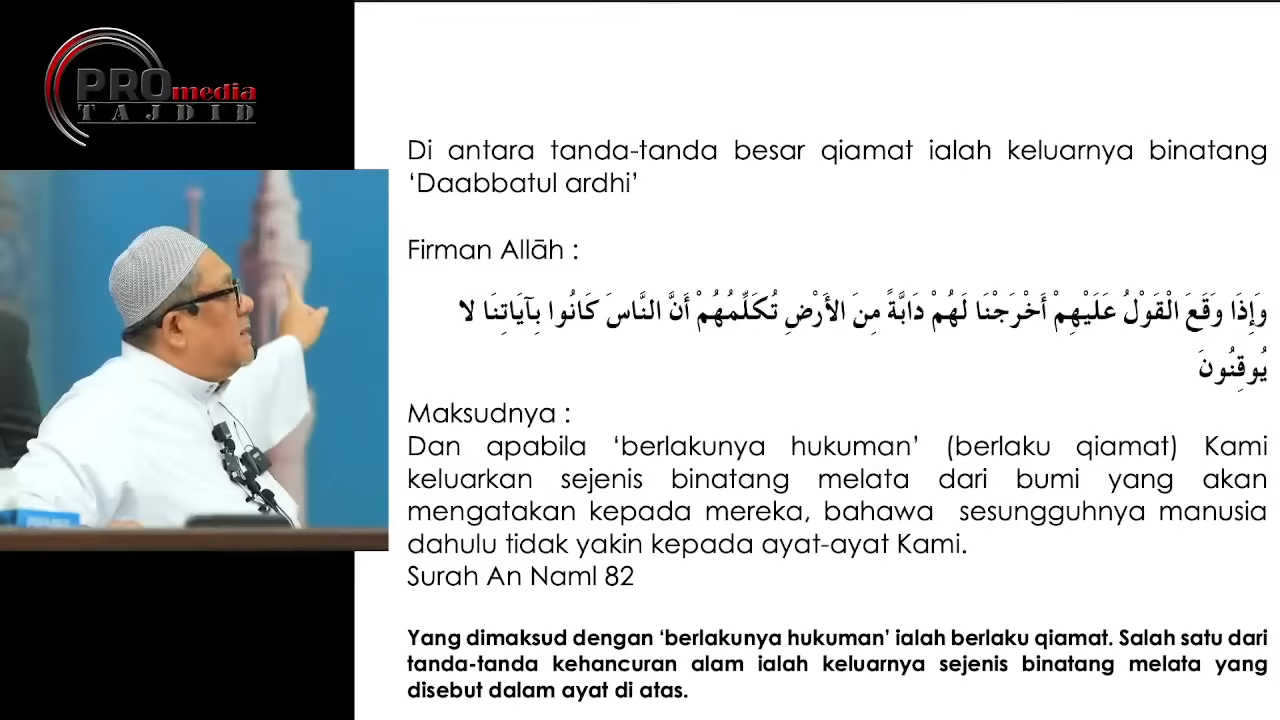 PROmedia
TAJDID
Di antara tanda-tanda besar qiamat ialah keluarnya binatang
‘Daabbatul ardhi’
Firman Allāh :
وَإِذَا وَقَعَ الْقَوْلُ عَلَيْهِمْ أَخْرَجْنَا لَهُمْ دَابَّةً مِنَ الأَرْضِ تُكَلِّمُهُمْ أَنَّ النَّاسَ كَانُوا بِآيَاتِنَا لا
يُوقِنُونَ
Maksudnya :
Dan apabila ‘berlakunya hukuman’ (berlaku qiamat) Kami
keluarkan sejenis binatang melata dari bumi yang akan
mengatakan kepada mereka, bahawa  sesungguhnya manusia
dahulu tidak yakin kepada ayat-ayat Kami.
Surah An Naml 82
Yang dimaksud dengan ‘berlakunya hukuman’ ialah berlaku qiamat. Salah satu dari
tanda-tanda kehancuran alam ialah keluarnya sejenis binatang melata yang
disebut dalam ayat di atas.